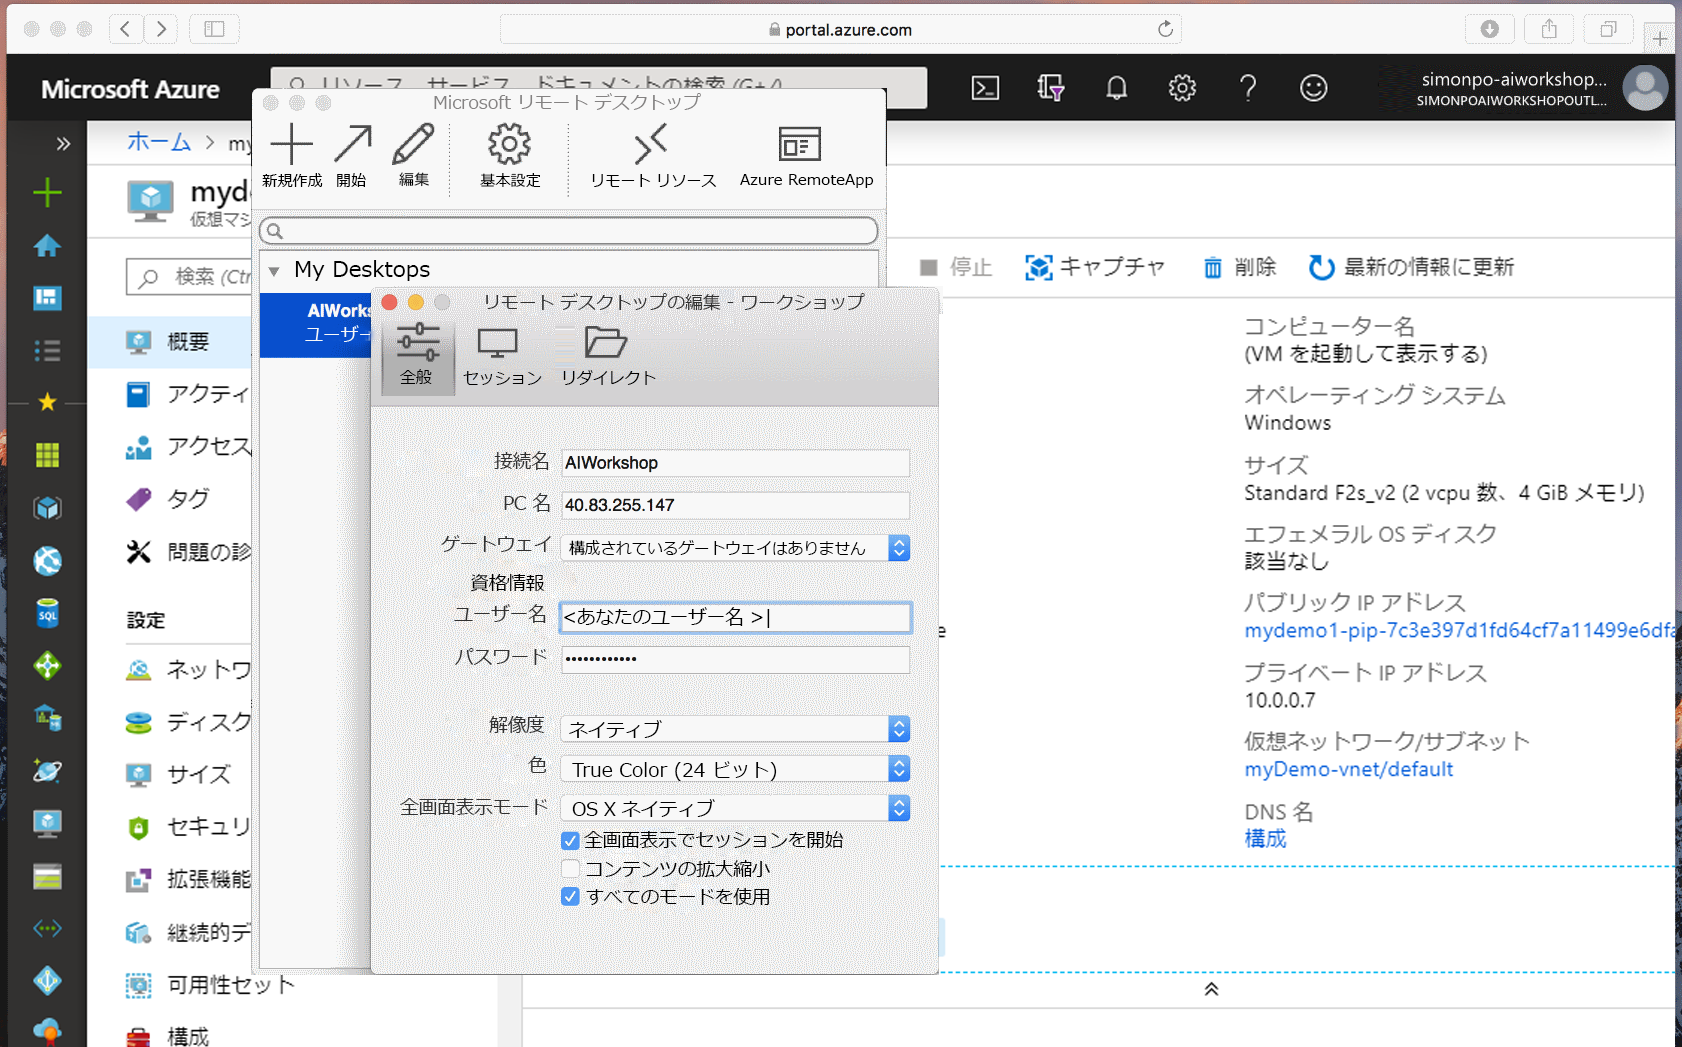 portal.azure.com
Microsoft Azure
リソース、サービス、ドキュメントの検索 (G+/)
simonpo-aiworkshop...
SIMONPOAIWORKSHOPOUTL...
ホーム > my
myd
仮想マシ
検索 (Ctr
概要
アクティ
アクセス
タグ
問題の診
設定
ネットワ
ディスク
サイズ
セキュリ
拡張機能
継続的デ
可用性セット
構成
Microsoft リモート デスクトップ
新規作成
開始
編集
基本設定
リモート リソース
Azure RemoteApp
My Desktops
AIWorks
ユーザー
リモート デスクトップの編集 - ワークショップ
全般
セッション
リダイレクト
接続名 AIWorkshop
PC 名 40.83.255.147
ゲートウェイ 構成されているゲートウェイはありません
資格情報
ユーザー名 <あなたのユーザー名 >
パスワード ••••••••••••
解像度 ネイティブ
色 True Color (24 ビット)
全画面表示モード OS X ネイティブ
全画面表示でセッションを開始
コンテンツの拡大縮小
すべてのモードを使用
停止
キャプチャ
削除
最新の情報に更新
e
コンピューター名
(VM を起動して表示する)
オペレーティング システム
Windows
サイズ
Standard F2s_v2 (2 vcpu 数、4 GiB メモリ)
エフェメラル OS ディスク
該当なし
パブリック IP アドレス
mydemo1-pip-7c3e397d1fd64cf7a11499e6dfa
プライベート IP アドレス
10.0.0.7
仮想ネットワーク/サブネット
myDemo-vnet/default
DNS 名
構成
SQL